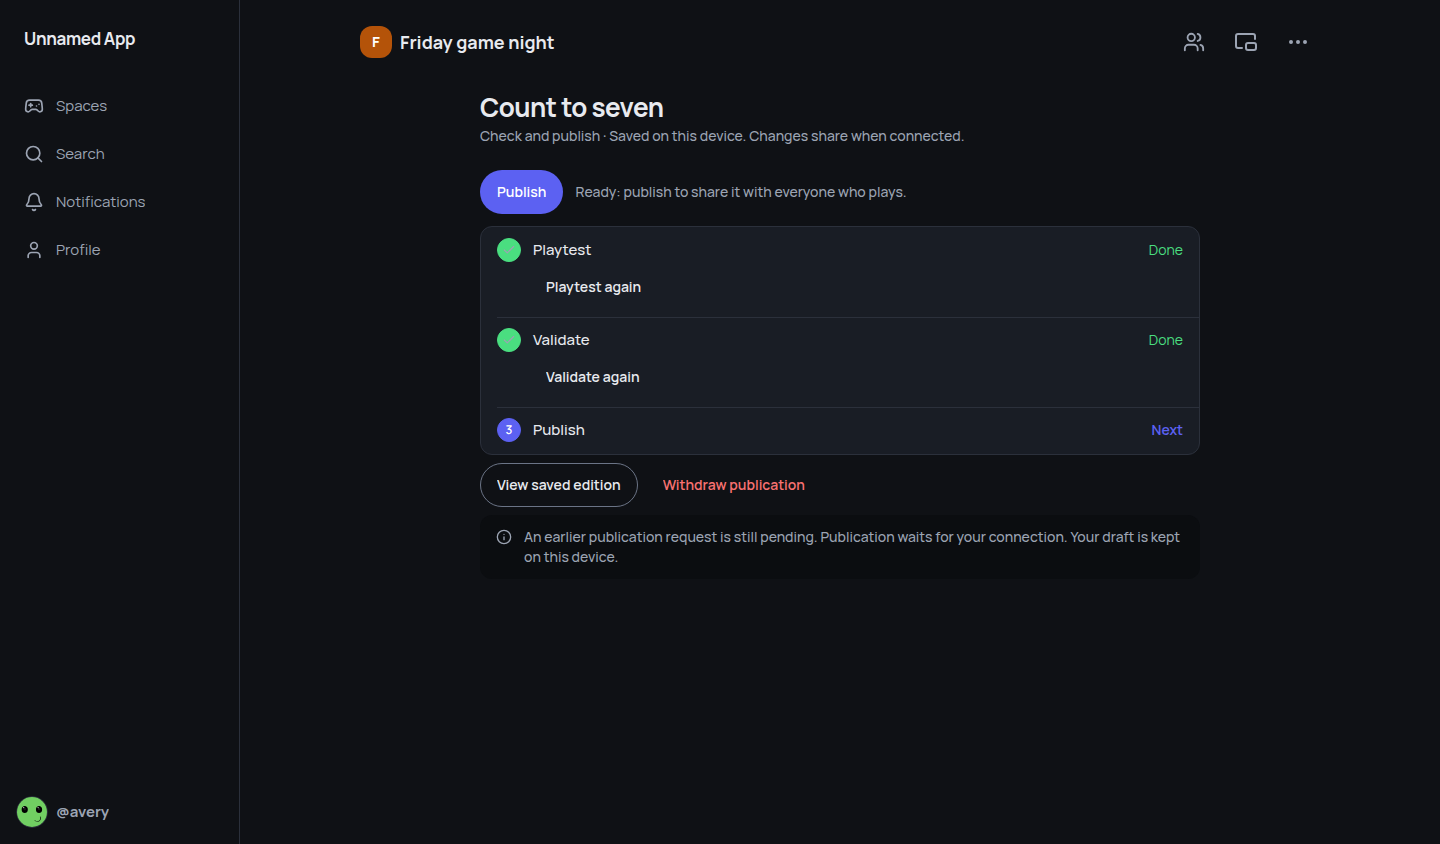 Unnamed App
Spaces
Search
Notifications
Profile
@avery
F
Friday game night
Count to seven
Check and publish · Saved on this device. Changes share when connected.
Publish
Ready: publish to share it with everyone who plays.
Playtest
Done
Playtest again
Validate
Done
Validate again
3
Publish
Next
View saved edition
Withdraw publication
An earlier publication request is still pending. Publication waits for your connection. Your draft is kept
on this device.